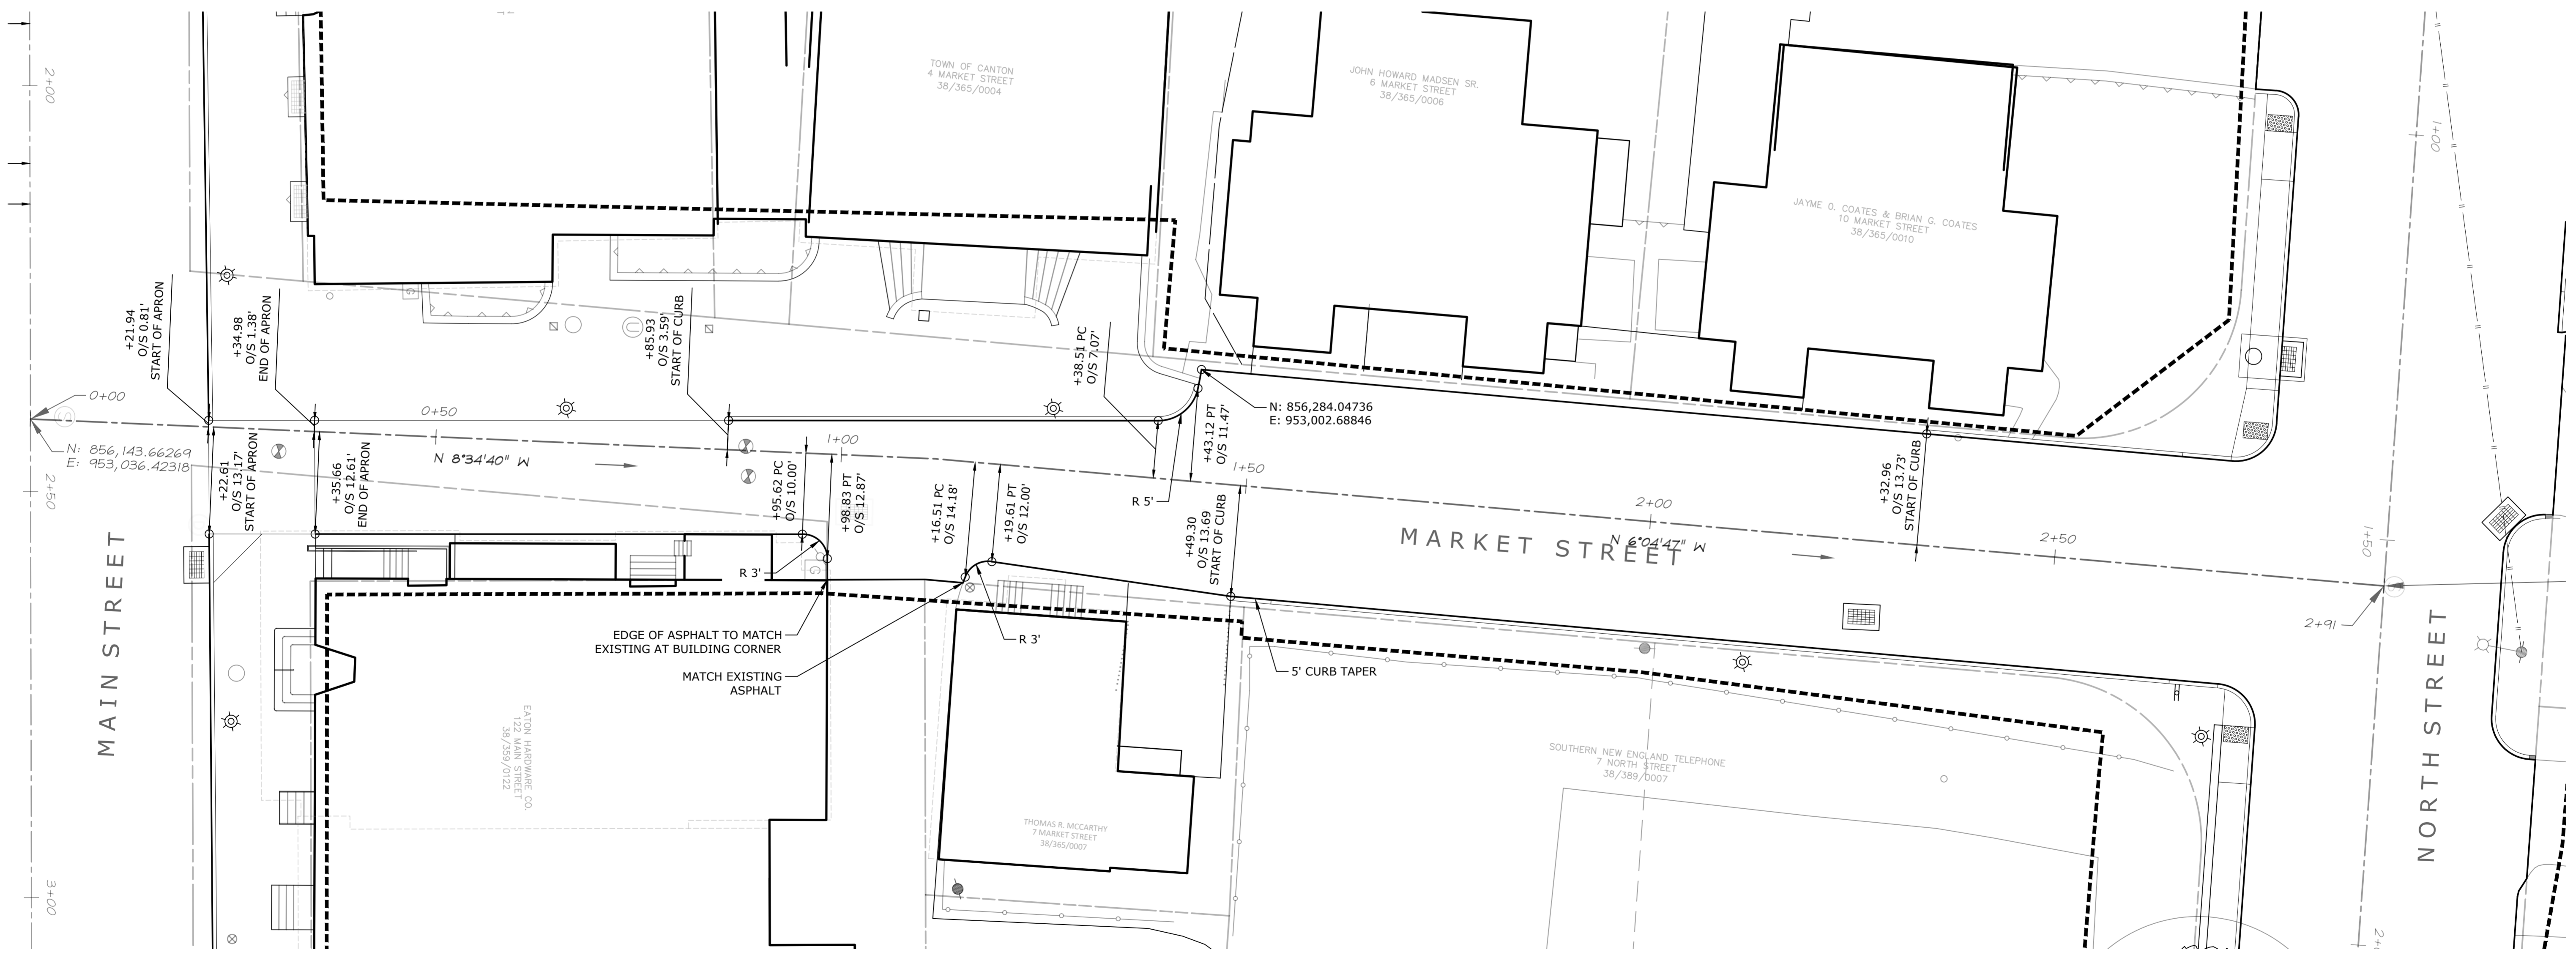 2+00
TOWN OF CANTON
4 MARKET STREET
38/365/0004
JOHN HOWARD MADSEN SR.
6 MARKET STREET
38/365/0006
JAYME O. COATES & BRIAN G. COATES
10 MARKET STREET
38/365/0010
1+00
+21.94
O/S 0.81'
START OF APRON
+34.98
O/S 1.38'
END OF APRON
G
U
+85.93
O/S 3.59'
START OF CURB
+38.51 PC
O/S 7.07'
0+00
S
0+50
1+00
N: 856,143.66269
E: 953,036.42318
N 8°34'40" W
+43.12 PT
O/S 11.47'
N: 856,284.04736
E: 953,002.68846
1+50
2+50
+22.61
O/S 13.17'
START OF APRON
+35.66
O/S 12.61'
END OF APRON
+95.62 PC
O/S 10.00'
+98.83 PT
O/S 12.87'
+16.51 PC
O/S 14.18'
+19.61 PT
O/S 12.00'
R 5'
+49.30
O/S 13.69
START OF CURB
2+00
+32.96
O/S 13.73'
START OF CURB
MARKET STREET
N 6°04'47" W
2+50
1+50
R 3'
G
MAIN STREET
EDGE OF ASPHALT TO MATCH
EXISTING AT BUILDING CORNER
R 3'
MATCH EXISTING
ASPHALT
5' CURB TAPER
2+91
NORTH STREET
EATON HARDWARE CO.
122 MAIN STREET
38/359/0122
THOMAS R. MCCARTHY
7 MARKET STREET
38/365/0007
SOUTHERN NEW ENGLAND TELEPHONE
7 NORTH STREET
38/389/0007
3+00